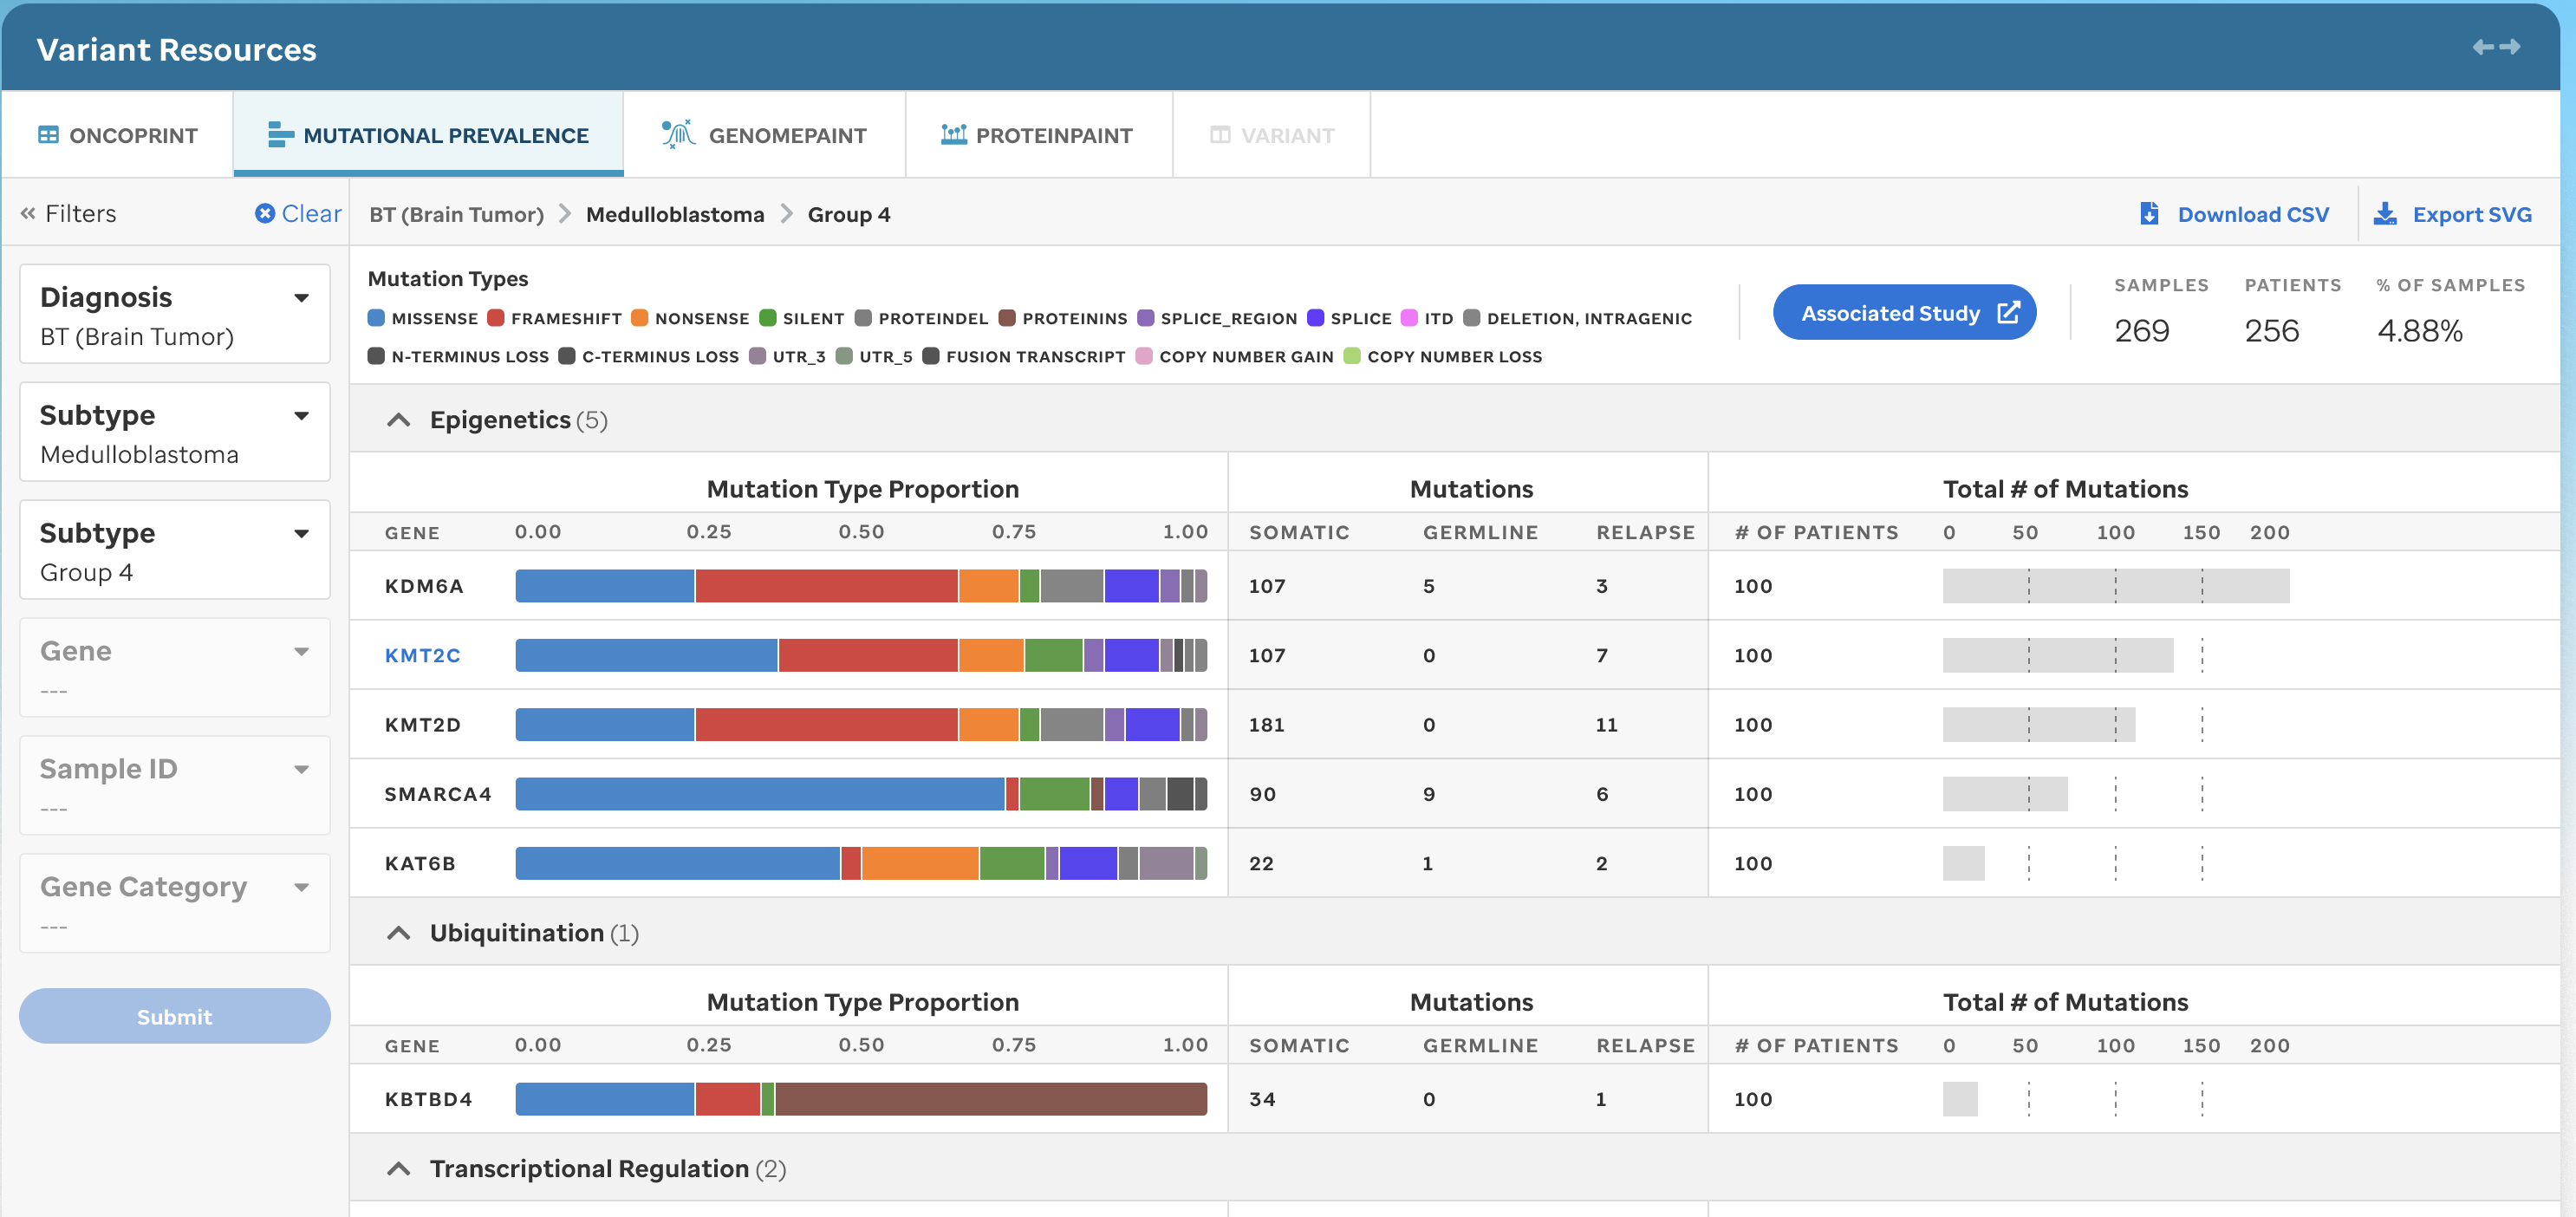 Variant Resources
ONCOPRINT MUTATIONAL PREVALENCE GENOMEPAINT PROTEINPAINT VARIANT
Filters Clear
BT (Brain Tumor) Medulloblastoma Group 4 Download CSV Export SVG
Diagnosis
BT (Brain Tumor)
Subtype
Medulloblastoma
Subtype
Group 4
Gene
---
Sample ID
---
Gene Category
---
Submit
Mutation Types
MISSENSE FRAMESHIFT NONSENSE SILENT PROTEINDEL PROTEININS SPLICE_REGION SPLICE ITD DELETION, INTRAGENIC
N-TERMINUS LOSS C-TERMINUS LOSS UTR_3 UTR_5 FUSION TRANSCRIPT COPY NUMBER GAIN COPY NUMBER LOSS
Associated Study
SAMPLES PATIENTS % OF SAMPLES
269 256 4.88%
Epigenetics (5)
Mutation Type Proportion Mutations Total # of Mutations
GENE 0.00 0.25 0.50 0.75 1.00 SOMATIC GERMLINE RELAPSE # OF PATIENTS 0 50 100 150 200
KDM6A 107 5 3 100
KMT2C 107 0 7 100
KMT2D 181 0 11 100
SMARCA4 90 9 6 100
KAT6B 22 1 2 100
Ubiquitination (1)
Mutation Type Proportion Mutations Total # of Mutations
GENE 0.00 0.25 0.50 0.75 1.00 SOMATIC GERMLINE RELAPSE # OF PATIENTS 0 50 100 150 200
KBTBD4 34 0 1 100
Transcriptional Regulation (2)